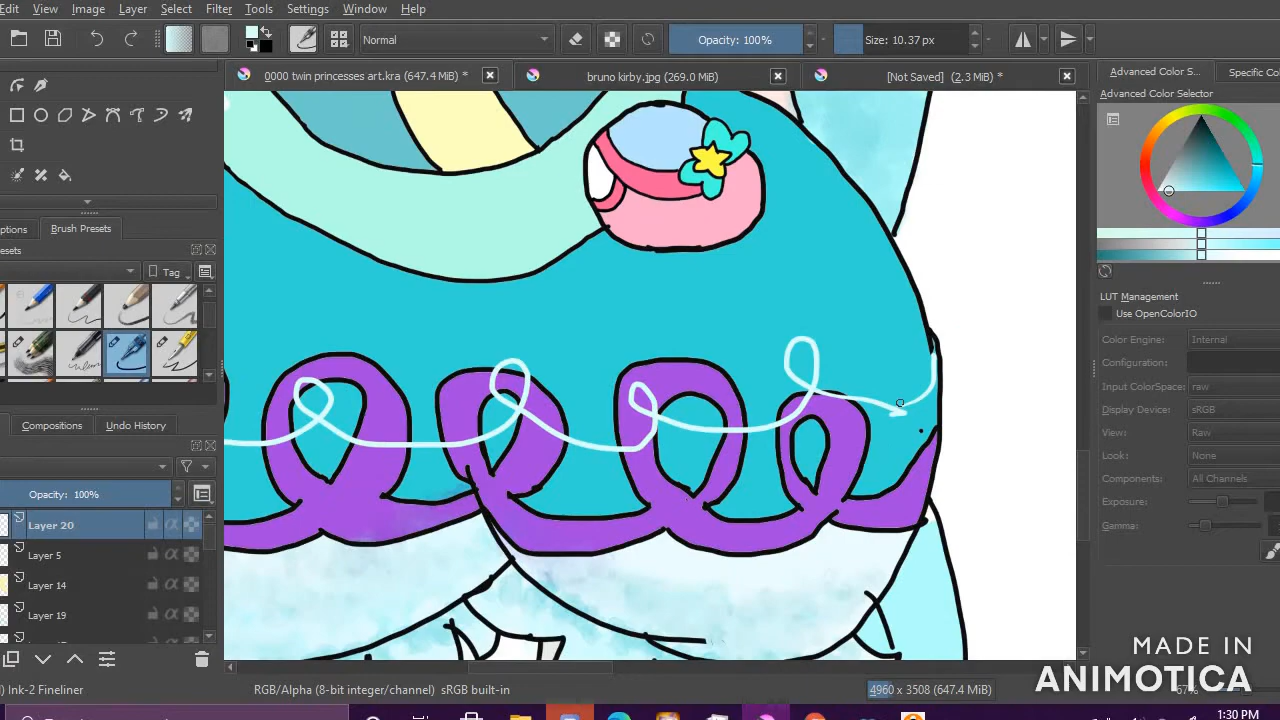 Edit View Image Layer Select Filter Tools Settings Window Help
Normal Opacity: 100% Size: 10.37 px
0000 twin princesses art.kra (647.4 MiB) * bruno kirby.jpg (269.0 MiB) [Not Saved] (2.3 MiB) *
Advanced Color S... Specific Co
Advanced Color Selector
ptions Brush Presets
esets
Tag
LUT Management
Use OpenColorIO
Color Engine: Internal
Configuration:
Input ColorSpace: raw
Display Device: sRGB
View: Raw
Look: None
Components: All Channels
Exposure:
Gamma:
Compositions Undo History
Opacity: 100%
Layer 20
Layer 5
Layer 14
Layer 19
) Ink-2 Fineliner RGB/Alpha (8-bit integer/channel) sRGB built-in 4960 x 3508 (647.4 MiB) 67%
MADE IN
ANIMOTICA
1:30 PM